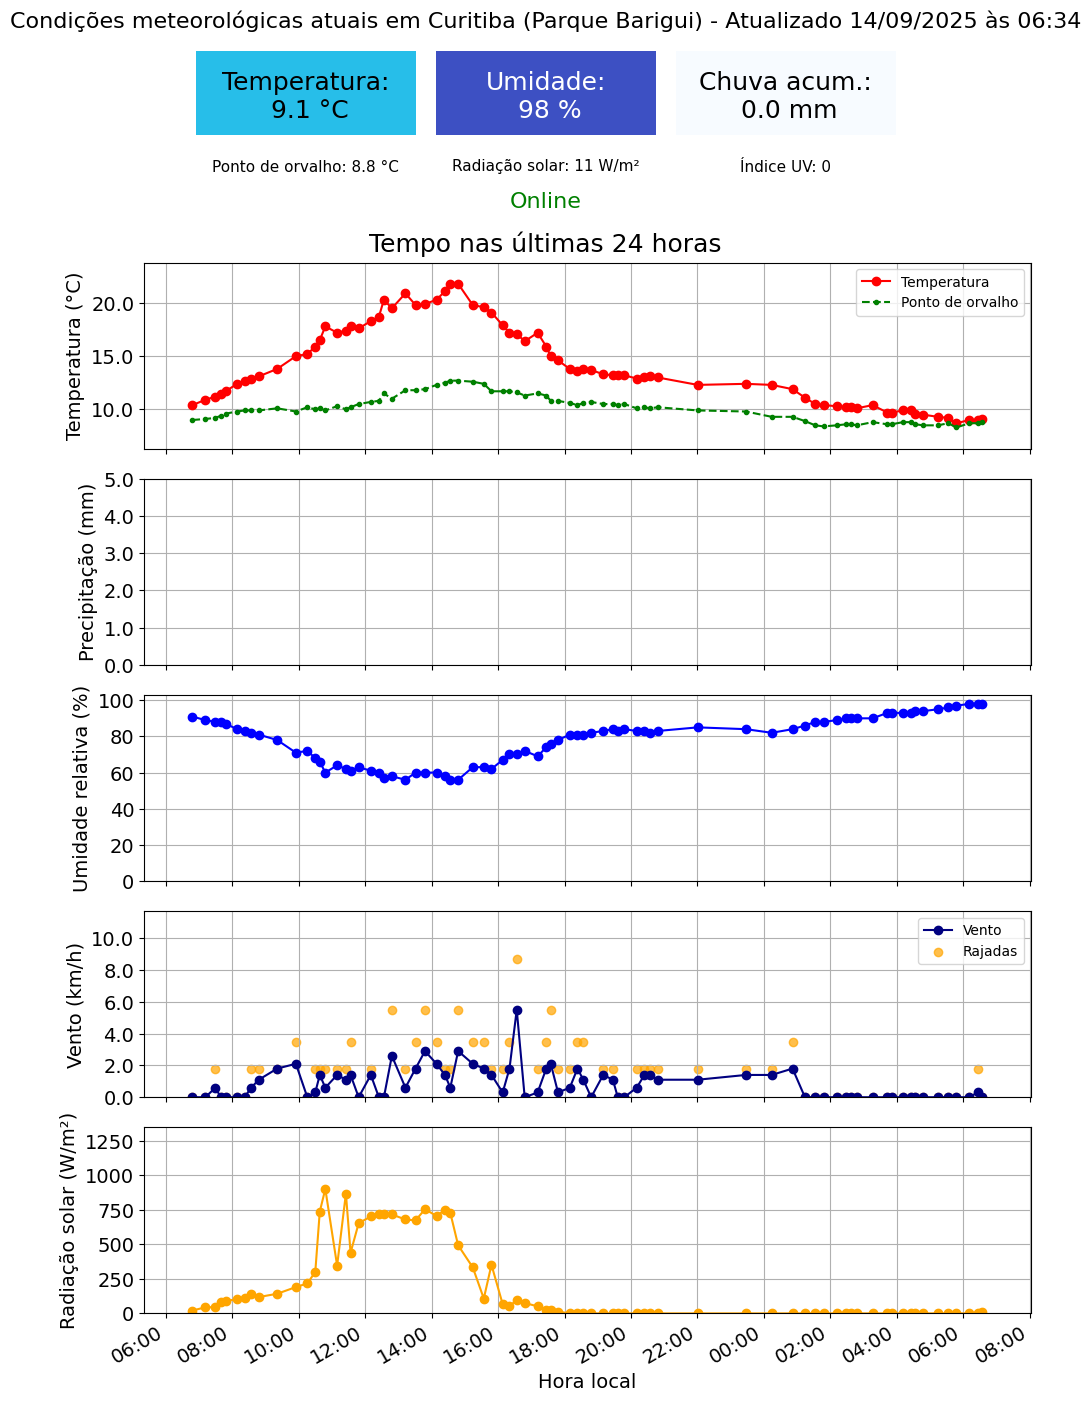 Condições meteorológicas atuais em Curitiba (Parque Barigui) - Atualizado 14/09/2025 às 06:34
Temperatura:
9.1 °C
Umidade:
98 %
Chuva acum.:
0.0 mm
Ponto de orvalho: 8.8 °C
Radiação solar: 11 W/m²
Índice UV: 0
Online
Tempo nas últimas 24 horas
Temperatura (°C)
20.0
15.0
10.0
Temperatura
Ponto de orvalho
Precipitação (mm)
5.0
4.0
3.0
2.0
1.0
0.0
Umidade relativa (%)
100
80
60
40
20
0
Vento (km/h)
10.0
8.0
6.0
4.0
2.0
0.0
Vento
Rajadas
Radiação solar (W/m²)
1250
1000
750
500
250
0
06:00 08:00 10:00 12:00 14:00 16:00 18:00 20:00 22:00 00:00 02:00 04:00 06:00 08:00
Hora local